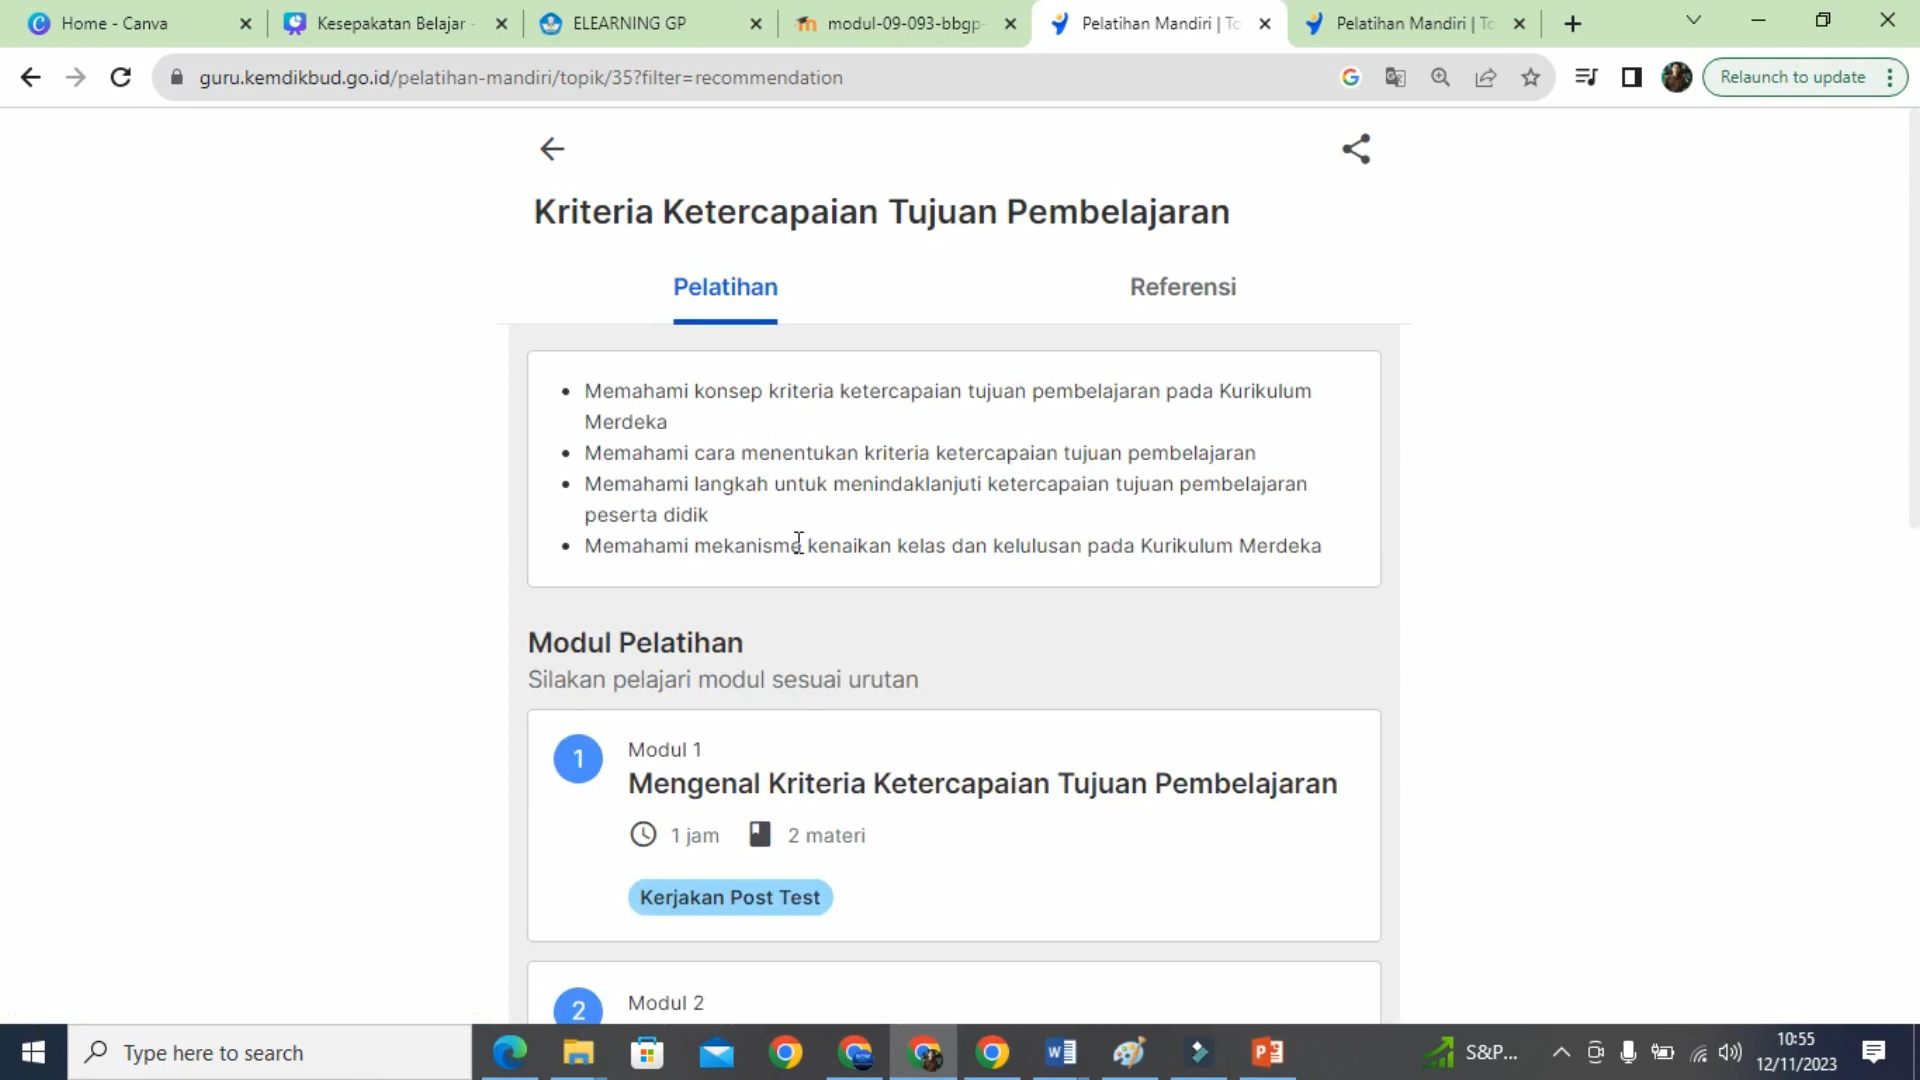 Home - Canva
Kesepakatan Belajar -
ELEARNING GP
modul-09-093-bbgp-
Pelatihan Mandiri | To
Pelatihan Mandiri | To
guru.kemdikbud.go.id/pelatihan-mandiri/topik/35?filter=recommendation
Relaunch to update
Kriteria Ketercapaian Tujuan Pembelajaran
Pelatihan
Referensi
Memahami konsep kriteria ketercapaian tujuan pembelajaran pada Kurikulum
Merdeka
Memahami cara menentukan kriteria ketercapaian tujuan pembelajaran
Memahami langkah untuk menindaklanjuti ketercapaian tujuan pembelajaran
peserta didik
Memahami mekanisme kenaikan kelas dan kelulusan pada Kurikulum Merdeka
Modul Pelatihan
Silakan pelajari modul sesuai urutan
1
Modul 1
Mengenal Kriteria Ketercapaian Tujuan Pembelajaran
1 jam
2 materi
Kerjakan Post Test
2
Modul 2
Type here to search
S&P...
10:55
12/11/2023